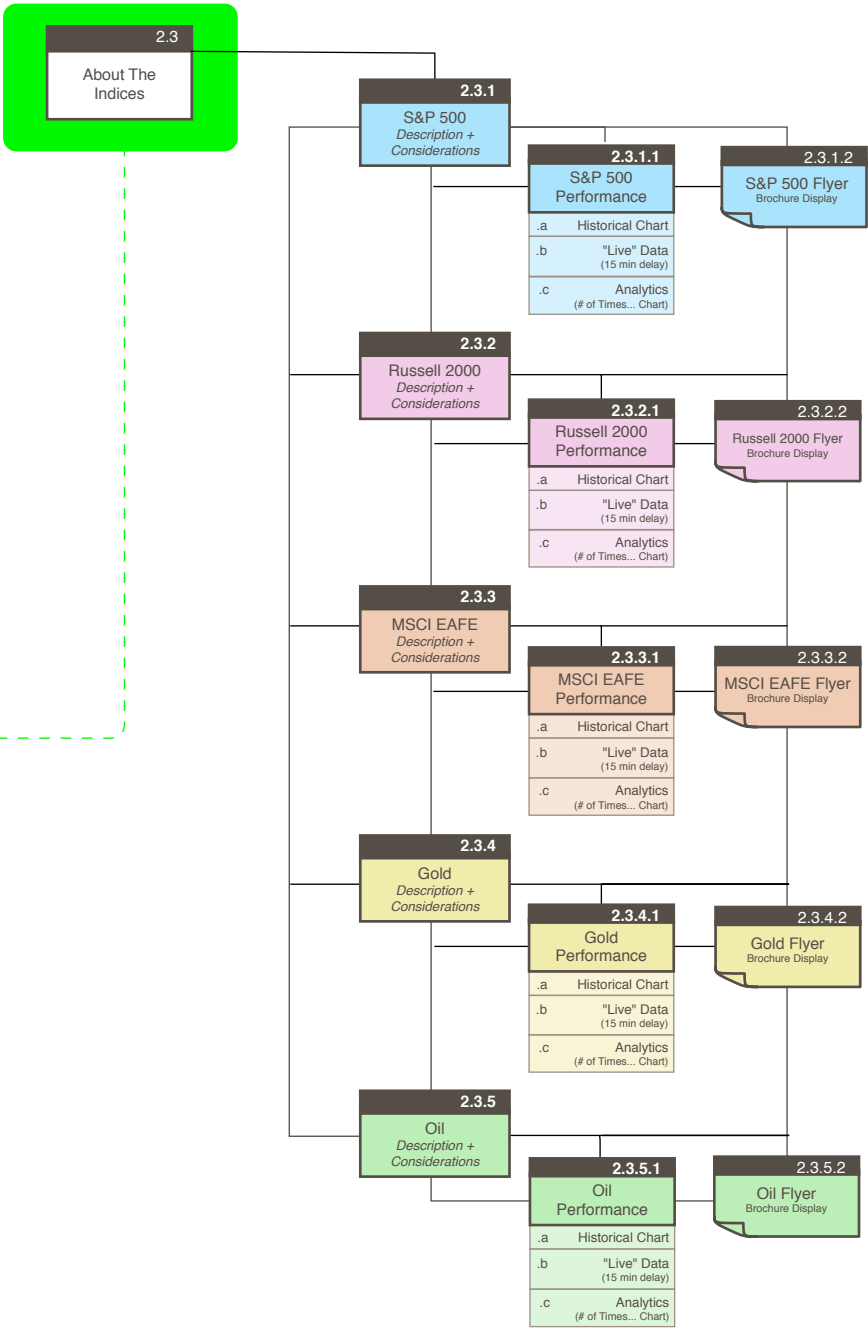 2.3
About The
Indices
2.3.1
S&P 500
Description +
Considerations
2.3.1.1
S&P 500
Performance
.a Historical Chart
.b "Live" Data
(15 min delay)
.c Analytics
(# of Times... Chart)
2.3.1.2
S&P 500 Flyer
Brochure Display
2.3.2
Russell 2000
Description +
Considerations
2.3.2.1
Russell 2000
Performance
.a Historical Chart
.b "Live" Data
(15 min delay)
.c Analytics
(# of Times... Chart)
2.3.2.2
Russell 2000 Flyer
Brochure Display
2.3.3
MSCI EAFE
Description +
Considerations
2.3.3.1
MSCI EAFE
Performance
.a Historical Chart
.b "Live" Data
(15 min delay)
.c Analytics
(# of Times... Chart)
2.3.3.2
MSCI EAFE Flyer
Brochure Display
2.3.4
Gold
Description +
Considerations
2.3.4.1
Gold
Performance
.a Historical Chart
.b "Live" Data
(15 min delay)
.c Analytics
(# of Times... Chart)
2.3.4.2
Gold Flyer
Brochure Display
2.3.5
Oil
Description +
Considerations
2.3.5.1
Oil
Performance
.a Historical Chart
.b "Live" Data
(15 min delay)
.c Analytics
(# of Times... Chart)
2.3.5.2
Oil Flyer
Brochure Display